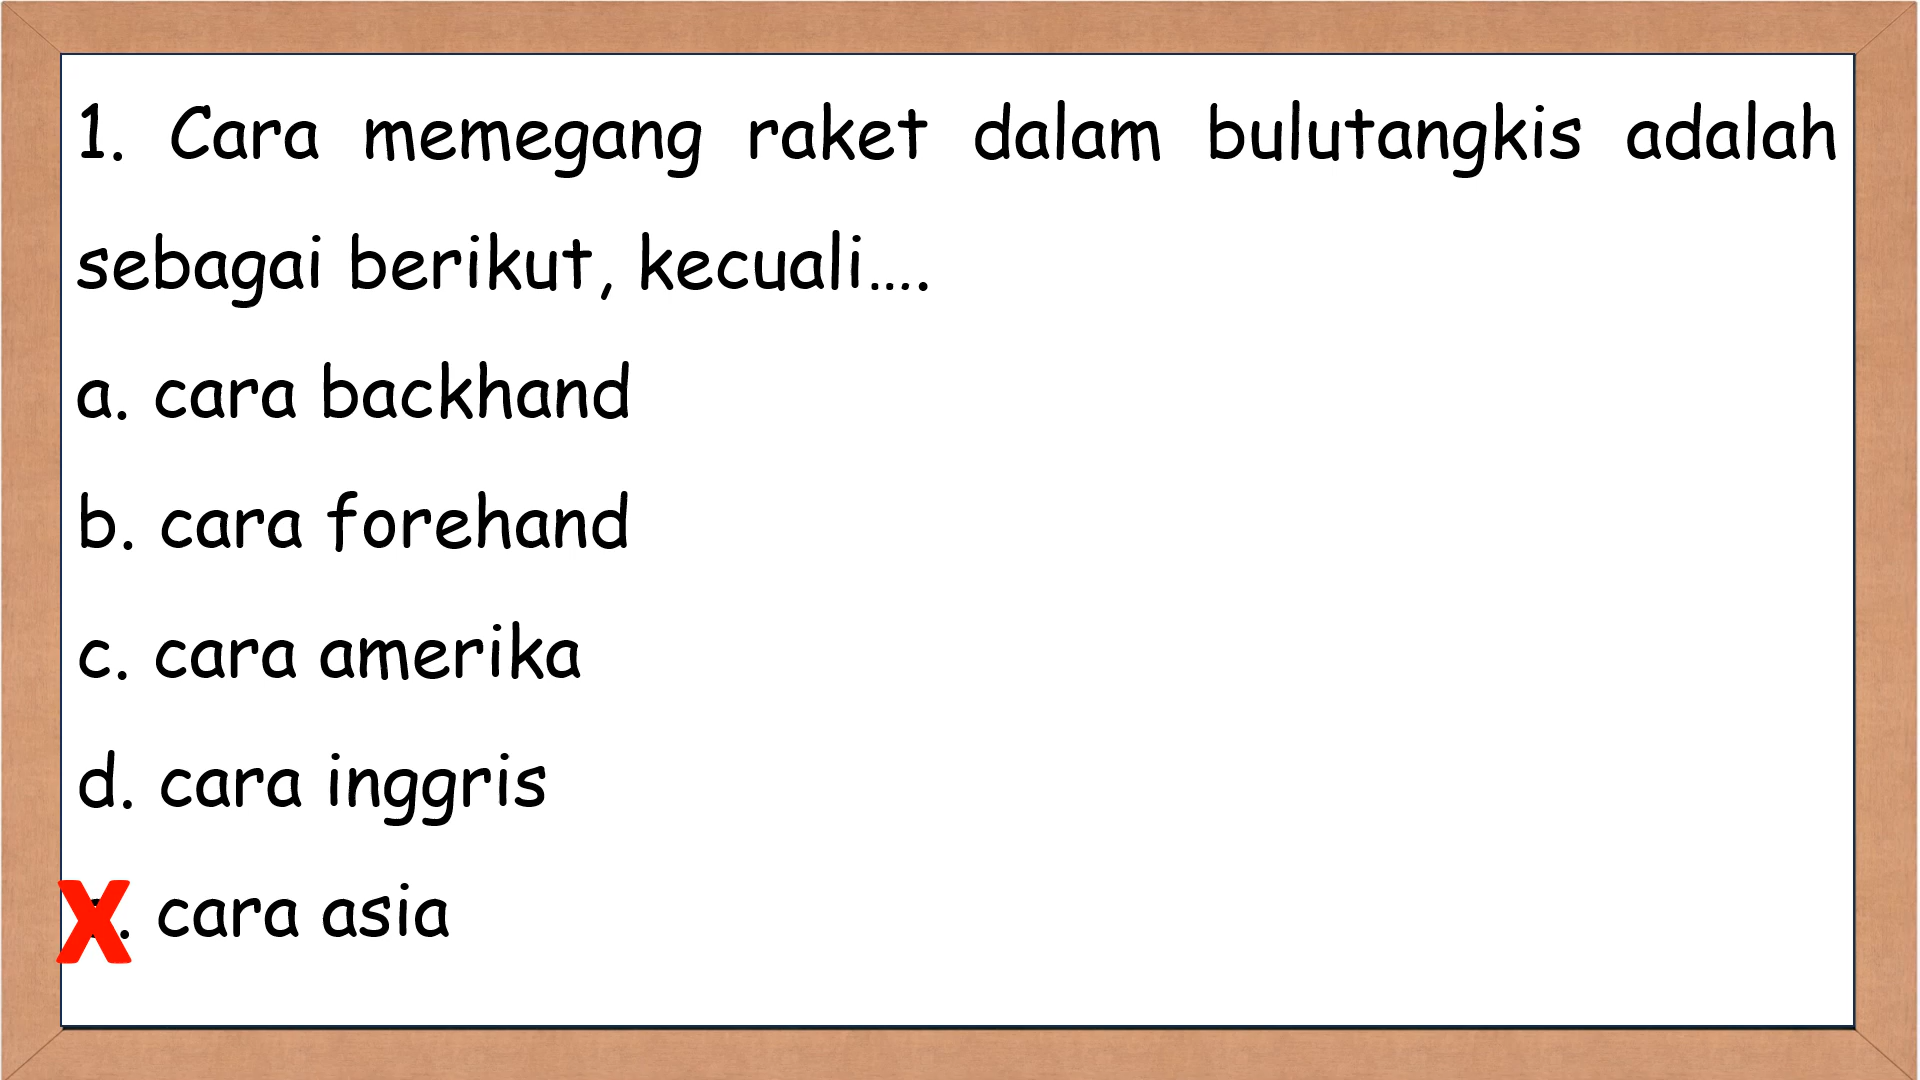 1. Cara memegang raket dalam bulutangkis adalah
sebagai berikut, kecuali....
a. cara backhand
b. cara forehand
c. cara amerika
d. cara inggris
X. cara asia